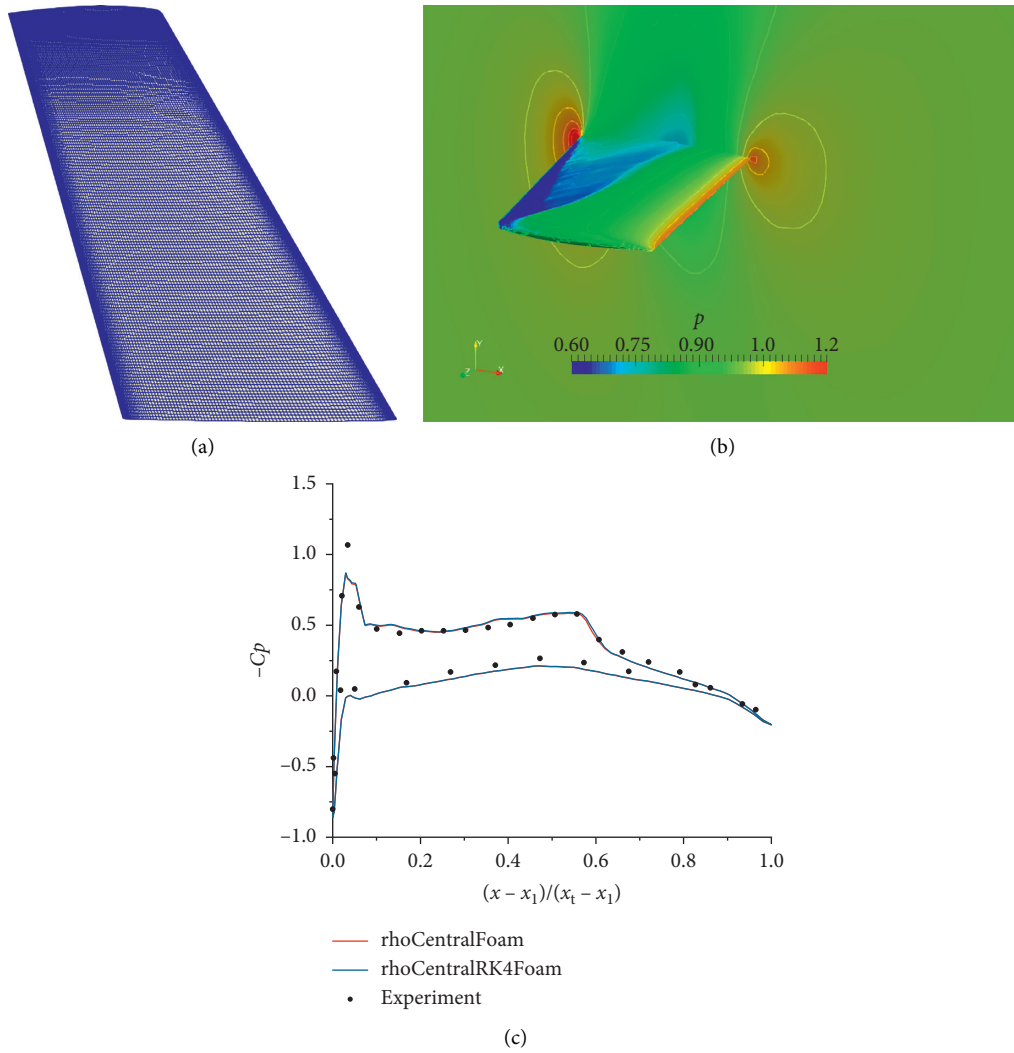 (a)
p
0.60 0.75 0.90 1.0 1.2
Y
Z X
(b)
1.5
1.0
0.5
0.0
–0.5
–1.0
–Cp
0.0 0.2 0.4 0.6 0.8 1.0
(x – x₁)/(xₜ – x₁)
rhoCentralFoam
rhoCentralRK4Foam
Experiment
(c)